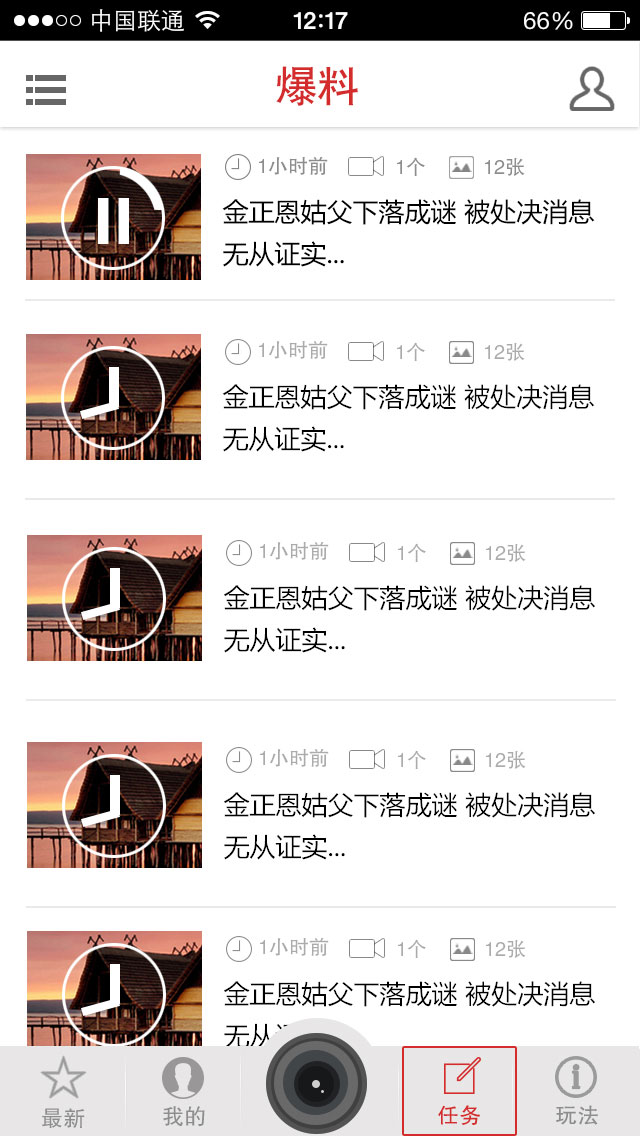 中国联通 12:17 66%
爆料
1小时前 1个 12张
金正恩姑父下落成谜 被处决消息
无从证实...
1小时前 1个 12张
金正恩姑父下落成谜 被处决消息
无从证实...
1小时前 1个 12张
金正恩姑父下落成谜 被处决消息
无从证实...
1小时前 1个 12张
金正恩姑父下落成谜 被处决消息
无从证实...
1小时前 1个 12张
金正恩姑父下落成谜 被处决消息
无从
最新 我的 任务 玩法